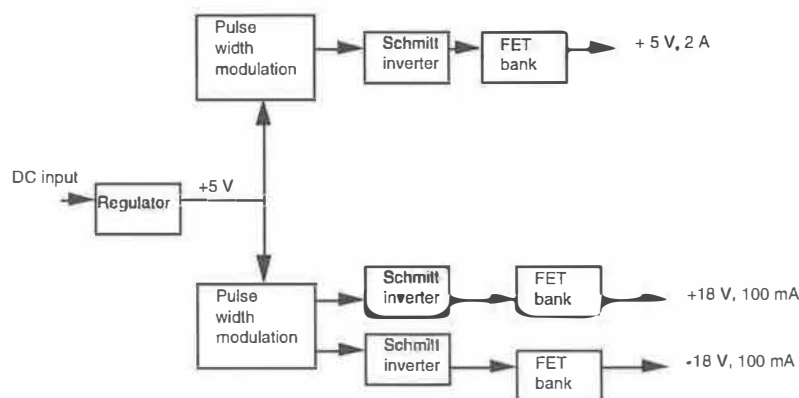 Pulse
width
modulation
Schmitt
inverter
FET
bank
+ 5 V, 2 A
DC input
Regulator
+5 V
Pulse
width
modulation
Schmitt
inverter
FET
bank
+18 V, 100 mA
Schmitt
inverter
FET
bank
-18 V, 100 mA